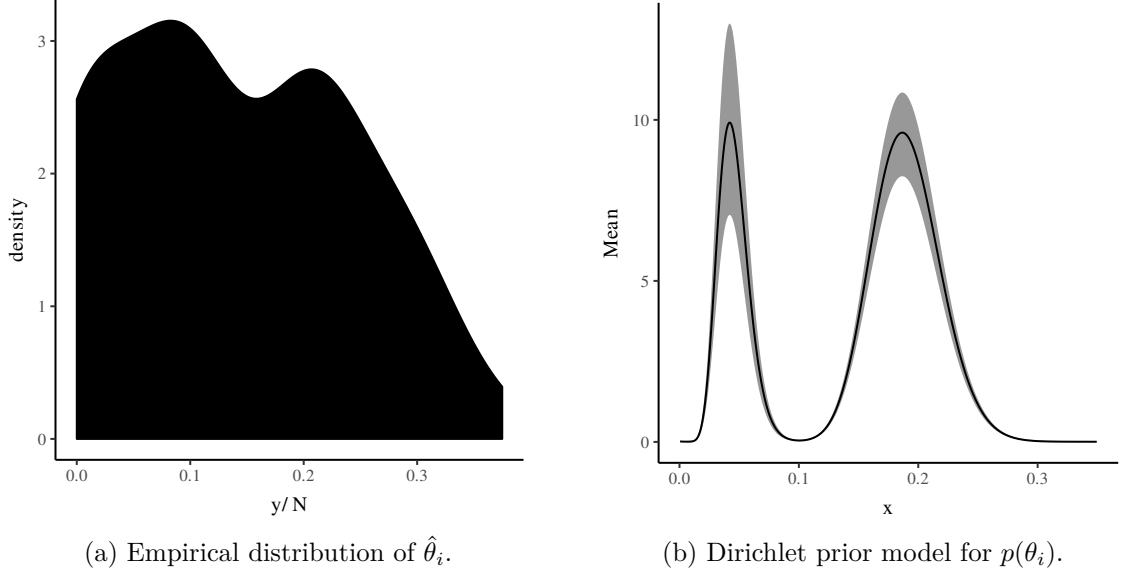 density
3
2
1
0
0.0 0.1 0.2 0.3
y/ N
(a) Empirical distribution of θ̂ᵢ.
Mean
10
5
0
0.0 0.1 0.2 0.3
x
(b) Dirichlet prior model for p(θᵢ).